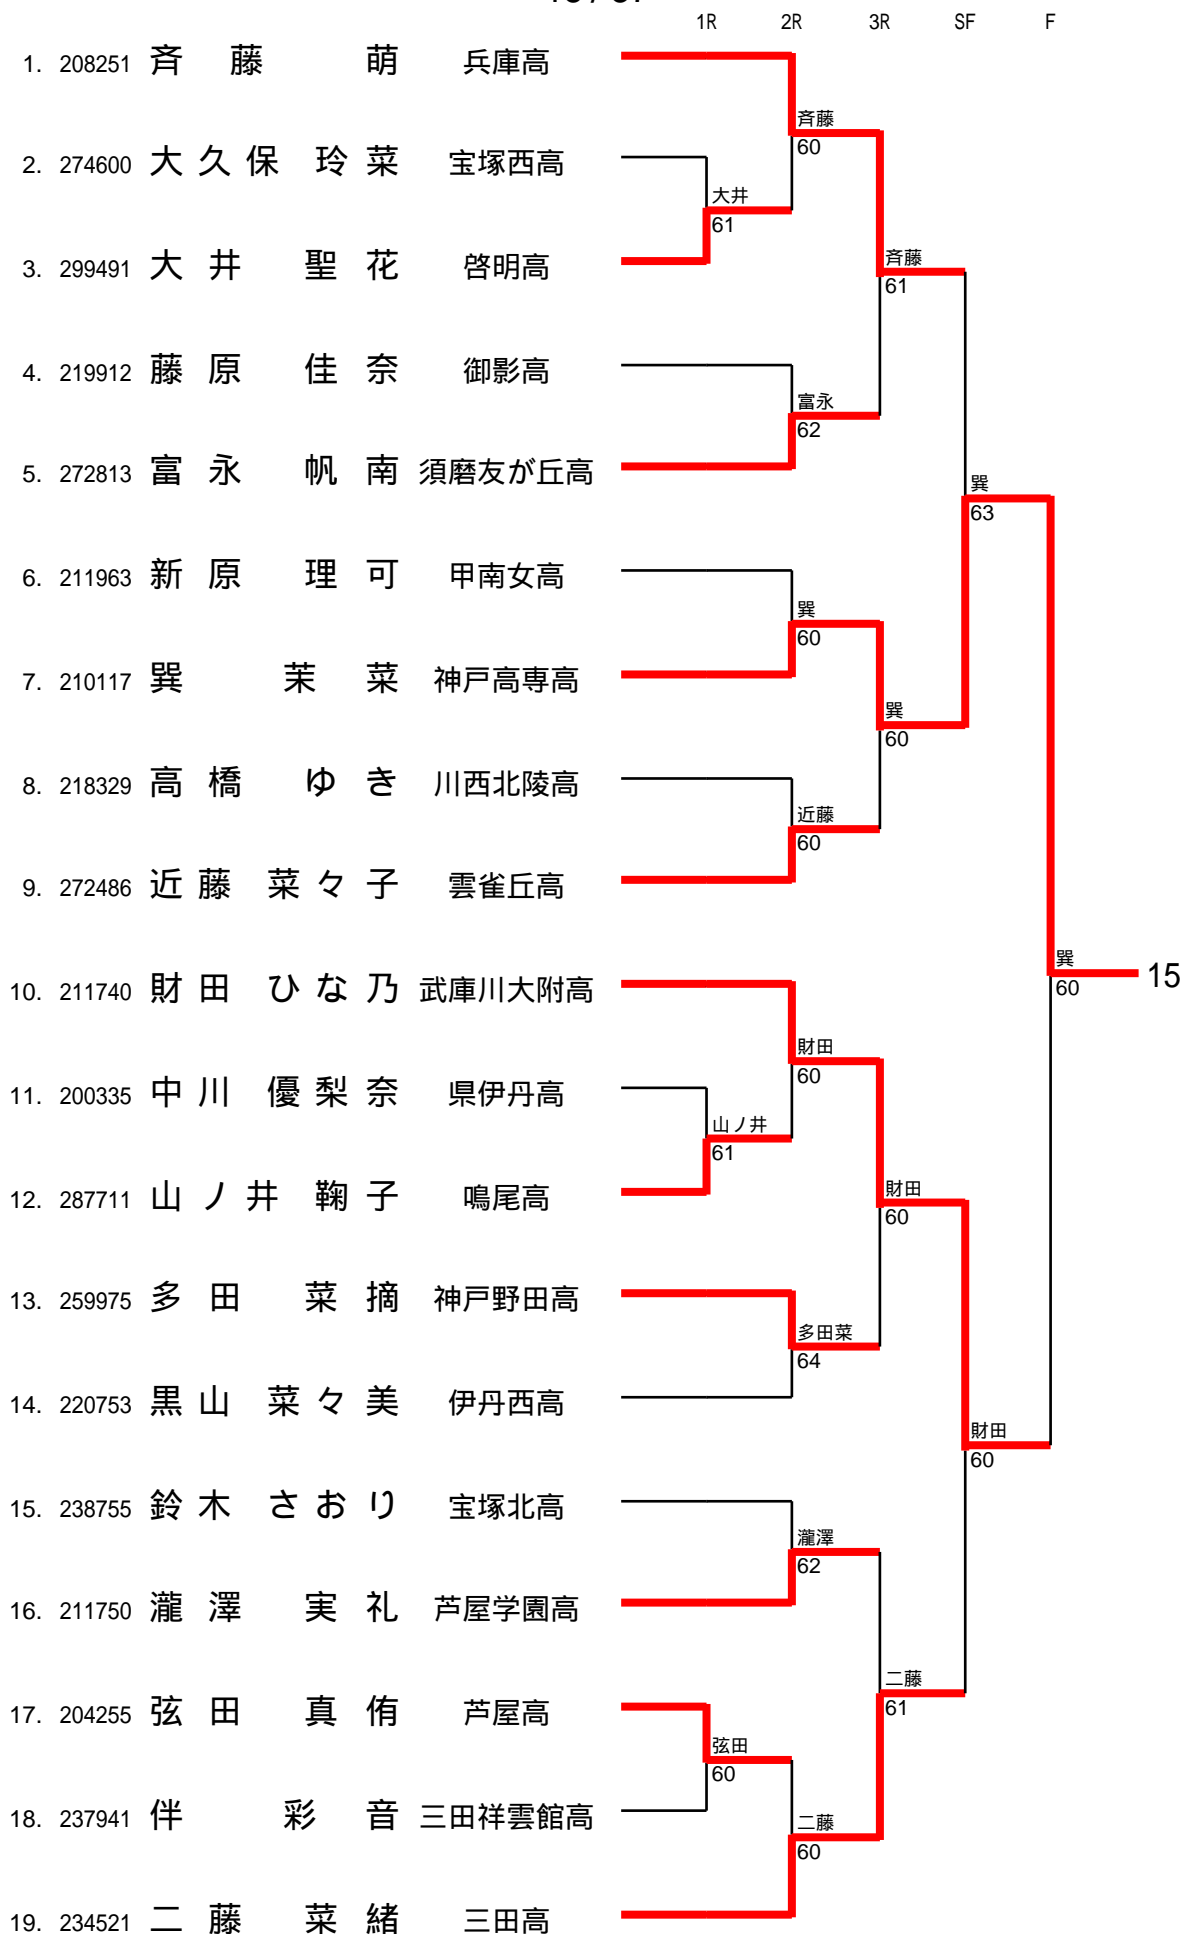 1R 2R 3R SF F
1. 208251 斉藤 萌 兵庫高
斉藤
60
2. 274600 大久保 玲菜 宝塚西高
大井
61
3. 299491 大井 聖花 啓明高
斉藤
61
4. 219912 藤原 佳奈 御影高
富永
62
5. 272813 富永 帆南 須磨友が丘高
巽
63
6. 211963 新原 理可 甲南女高
巽
60
7. 210117 巽 茉菜 神戸高専高
巽
60
8. 218329 高橋 ゆき 川西北陵高
近藤
60
9. 272486 近藤 菜々子 雲雀丘高
巽
60
15
10. 211740 財田 ひな乃 武庫川大附高
財田
60
11. 200335 中川 優梨奈 県伊丹高
山ノ井
61
12. 287711 山ノ井 鞠子 鳴尾高
財田
60
13. 259975 多田 菜摘 神戸野田高
多田菜
64
14. 220753 黒山 菜々美 伊丹西高
財田
60
15. 238755 鈴木 さおり 宝塚北高
瀧澤
62
16. 211750 瀧澤 実礼 芦屋学園高
二藤
61
17. 204255 弦田 真侑 芦屋高
弦田
60
18. 237941 伴 彩音 三田祥雲館高
二藤
60
19. 234521 二藤 菜緒 三田高